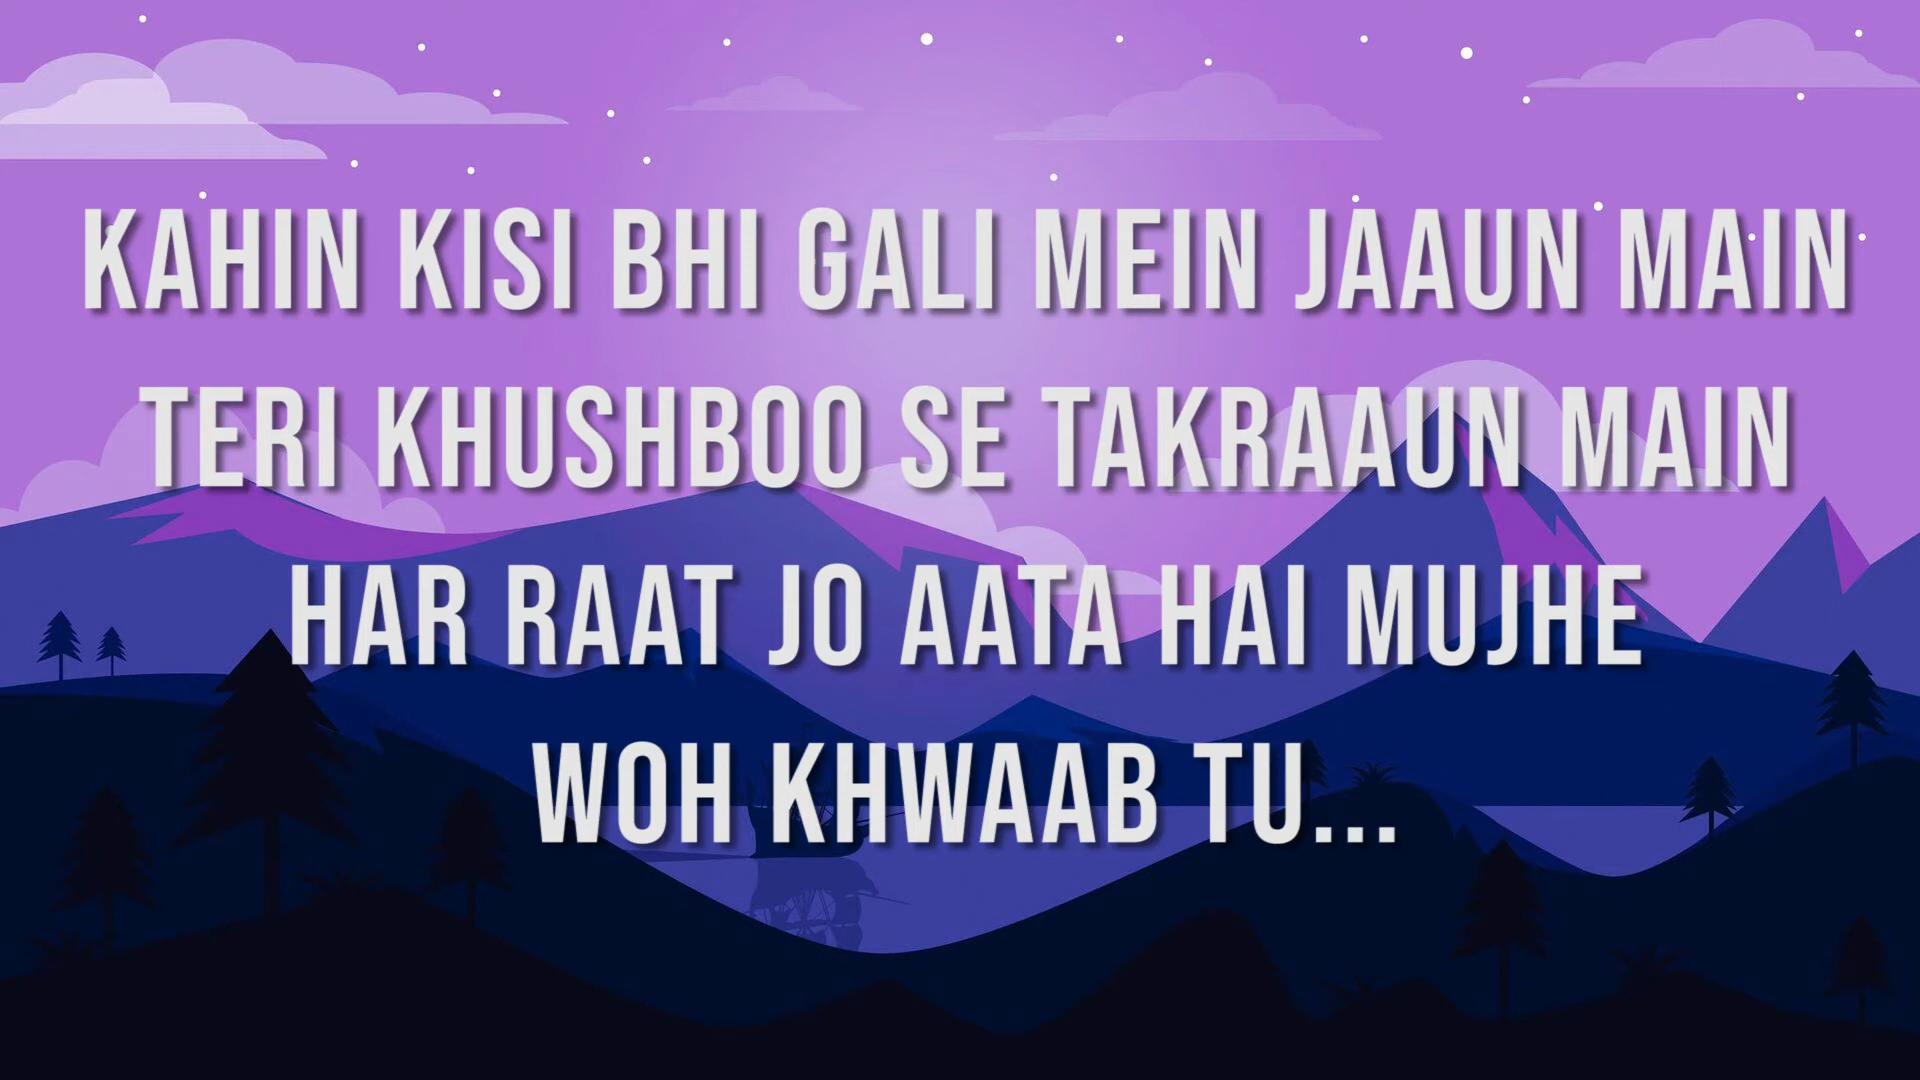 KAHIN KISI BHI GALI MEIN JAAUN MAIN
TERI KHUSHBOO SE TAKRAAUN MAIN
HAR RAAT JO AATA HAI MUJHE
WOH KHWAAB TU...